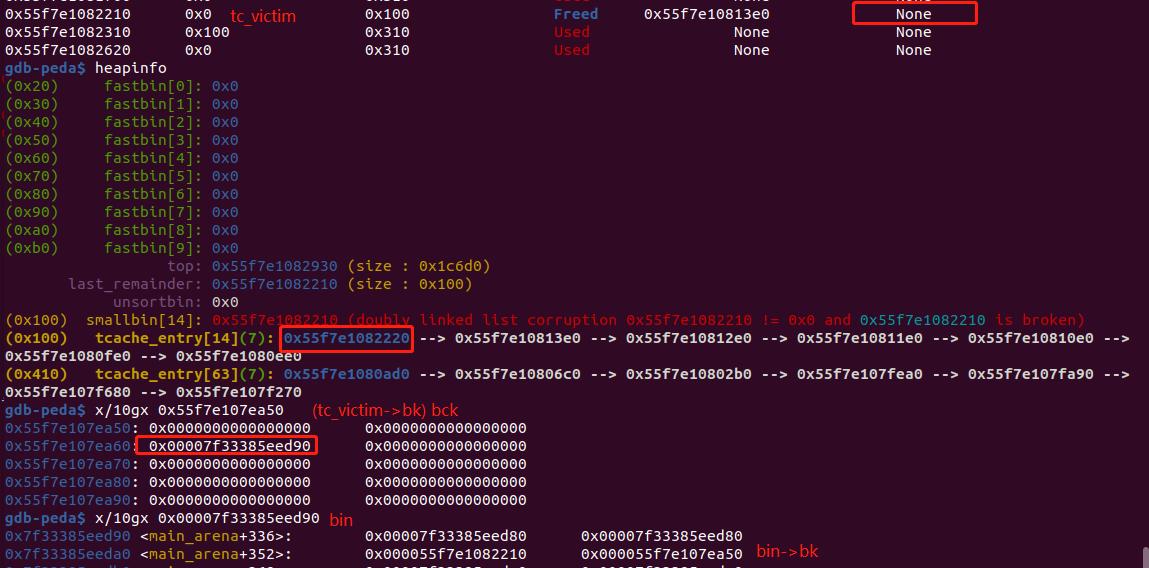 0x55f7e1082210 0x0 tc_victim 0x100 Freed 0x55f7e10813e0 None
0x55f7e1082310 0x100 0x310 Used None None
0x55f7e1082620 0x0 0x310 Used None None
gdb-peda$ heapinfo
(0x20) fastbin[0]: 0x0
(0x30) fastbin[1]: 0x0
(0x40) fastbin[2]: 0x0
(0x50) fastbin[3]: 0x0
(0x60) fastbin[4]: 0x0
(0x70) fastbin[5]: 0x0
(0x80) fastbin[6]: 0x0
(0x90) fastbin[7]: 0x0
(0xa0) fastbin[8]: 0x0
(0xb0) fastbin[9]: 0x0
top: 0x55f7e1082930 (size : 0x1c6d0)
last_remainder: 0x55f7e1082210 (size : 0x100)
unsortbin: 0x0
(0x100) smallbin[14]: 0x55f7e1082210 (doubly linked list corruption 0x55f7e1082210 != 0x0 and 0x55f7e1082210 is broken)
(0x100) tcache_entry[14](7): 0x55f7e1082220 --> 0x55f7e10813e0 --> 0x55f7e10812e0 --> 0x55f7e10811e0 --> 0x55f7e10810e0 -->
0x55f7e1080fe0 --> 0x55f7e1080ee0
(0x410) tcache_entry[63](7): 0x55f7e1080ad0 --> 0x55f7e10806c0 --> 0x55f7e10802b0 --> 0x55f7e107fea0 --> 0x55f7e107fa90 -->
0x55f7e107f680 --> 0x55f7e107f270
gdb-peda$ x/10gx 0x55f7e107ea50 (tc_victim->bk) bck
0x55f7e107ea50: 0x0000000000000000 0x0000000000000000
0x55f7e107ea60: 0x00007f33385eed90 0x0000000000000000
0x55f7e107ea70: 0x0000000000000000 0x0000000000000000
0x55f7e107ea80: 0x0000000000000000 0x0000000000000000
0x55f7e107ea90: 0x0000000000000000 0x0000000000000000
gdb-peda$ x/10gx 0x00007f33385eed90 bin
0x7f33385eed90 <main_arena+336>: 0x00007f33385eed80 0x00007f33385eed80
0x7f33385eeda0 <main_arena+352>: 0x000055f7e1082210 0x000055f7e107ea50 bin->bk